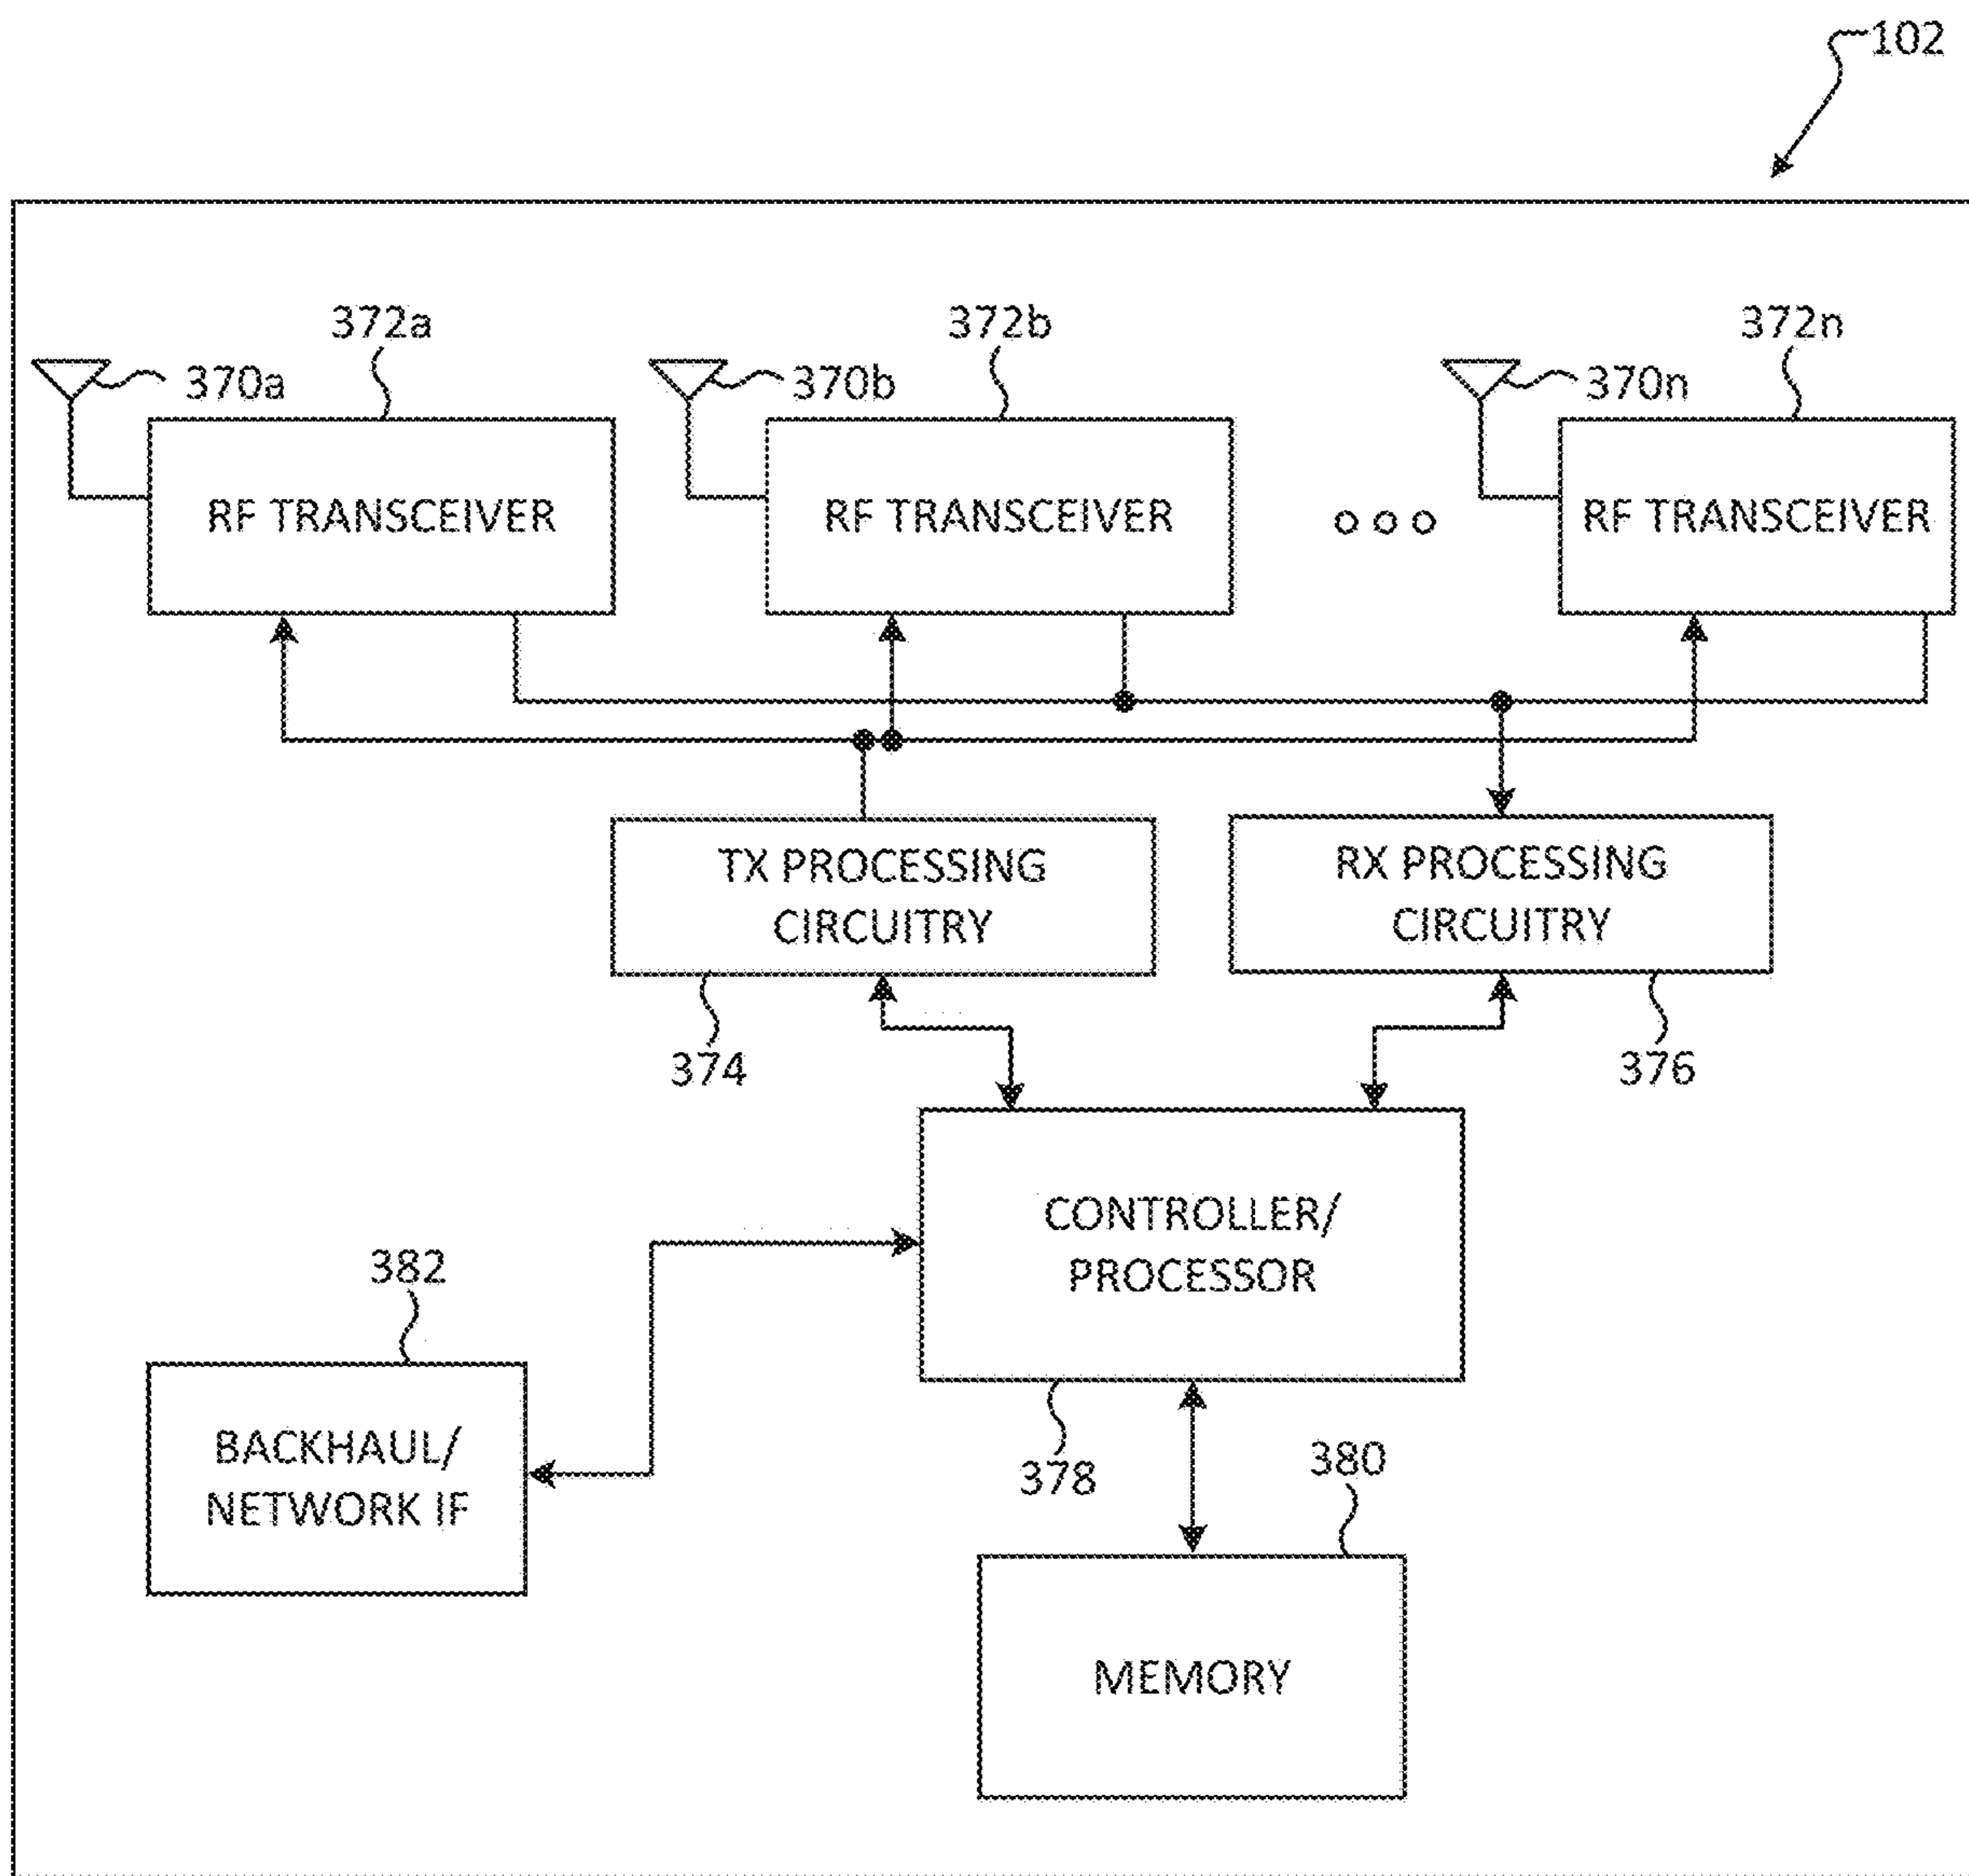 102
372a
372b
372n
370a
370b
370n
RF TRANSCEIVER
RF TRANSCEIVER
RF TRANSCEIVER
TX PROCESSING
CIRCUITRY
RX PROCESSING
CIRCUITRY
374
376
CONTROLLER/
PROCESSOR
382
BACKHAUL/
NETWORK IF
378
380
MEMORY